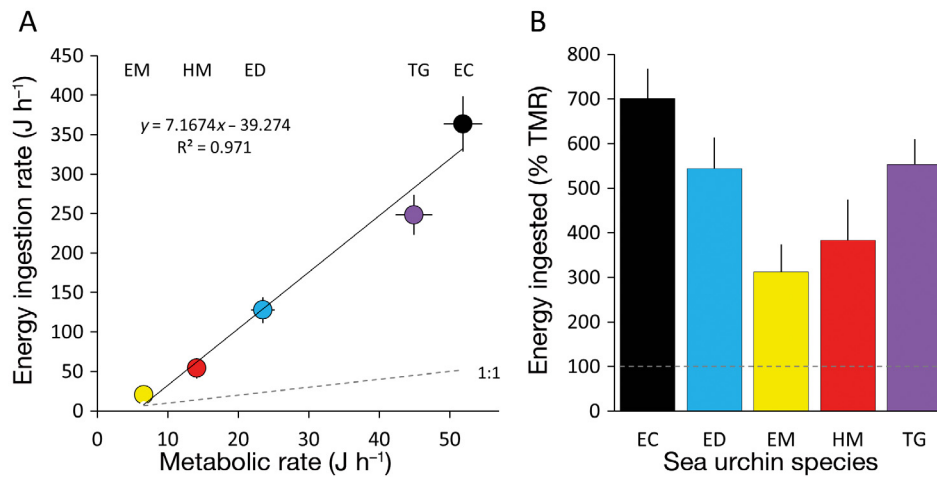 A
Energy ingestion rate (J h⁻¹)
450
400
350
300
250
200
150
100
50
0
EM HM ED TG EC
y = 7.1674x – 39.274
R² = 0.971
1:1
0 10 20 30 40 50
Metabolic rate (J h⁻¹)
B
Energy ingested (% TMR)
800
700
600
500
400
300
200
100
0
EC ED EM HM TG
Sea urchin species